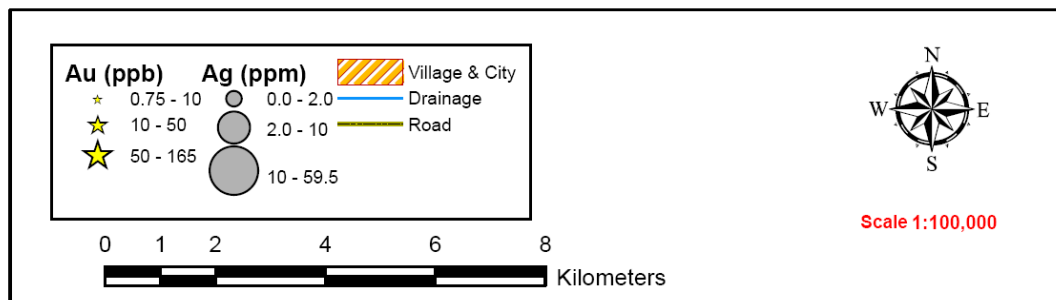 Au (ppb)
0.75 - 10
10 - 50
50 - 165
Ag (ppm)
0.0 - 2.0
2.0 - 10
10 - 59.5
Village & City
Drainage
Road
N
W E
S
Scale 1:100,000
0 1 2 4 6 8
Kilometers